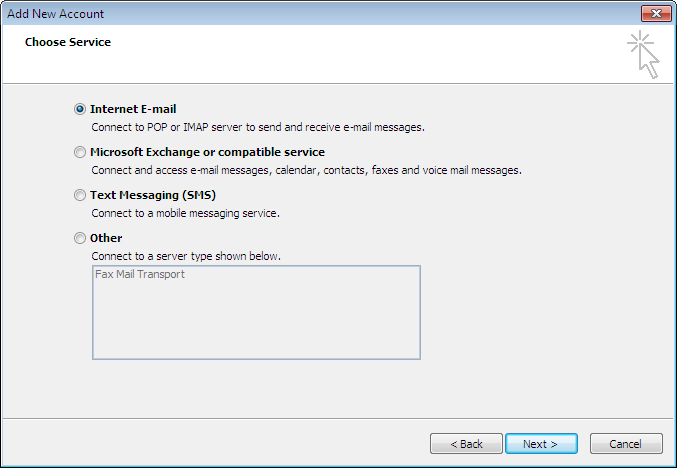 Add New Account
Choose Service
Internet E-mail
Connect to POP or IMAP server to send and receive e-mail messages.
Microsoft Exchange or compatible service
Connect and access e-mail messages, calendar, contacts, faxes and voice mail messages.
Text Messaging (SMS)
Connect to a mobile messaging service.
Other
Connect to a server type shown below.
Fax Mail Transport
< Back Next > Cancel